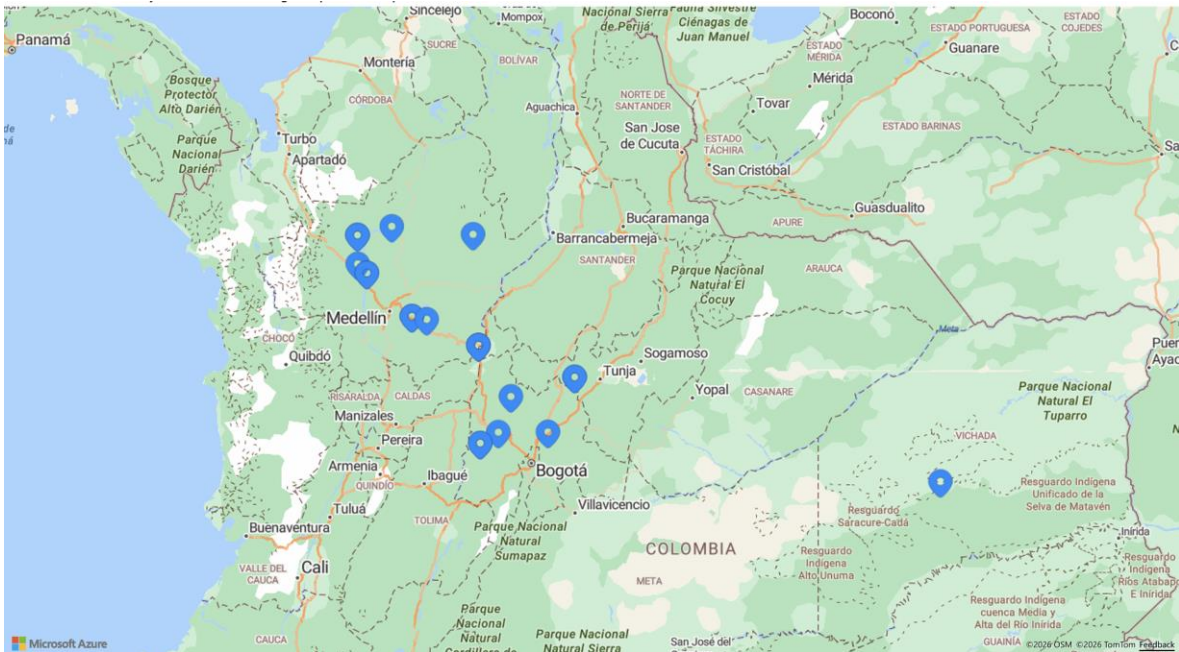 Sincelejo
Mompox
Nacional Sierra
de Perijá
Fauna Silvestre
Ciénagas de
Juan Manuel
Boconó
ESTADO PORTUGUESA
ESTADO
COJEDES
Panamá
Guanare
SUCRE
BOLÍVAR
ESTADO
MÉRIDA
Mérida
Montería
Bosque
Protector
Alto Darién
CÓRDOBA
Aguachica
NORTE DE
SANTANDER
Tovar
Turbo
San Jose
de Cucuta
ESTADO
TÁCHIRA
ESTADO BARINAS
Parque
Nacional
Darién
Apartadó
San Cristóbal
Guasdualito
Bucaramanga
APURE
Barrancabermeja
SANTANDER
Parque Nacional
Natural El
Cocuy
ARAUCA
Medellín
Meta
CHOCÓ
Quibdó
Sogamoso
Tunja
Yopal
CASANARE
Parque Nacional
Natural El
Tuparro
RISARALDA
CALDAS
Manizales
Pereira
VICHADA
Armenia
Ibagué
Bogotá
QUINDÍO
Resguardo Indígena
Unificado de la
Selva de Matavén
Tuluá
TOLIMA
Villavicencio
Resguardo
Saracure-Cadá
Buenaventura
Parque Nacional
Natural
Sumapaz
COLOMBIA
Inírida
VALLE DEL
CAUCA
Cali
META
Resguardo
Indígena
Alto Unuma
Resguardo
Indígena
Ríos Atabapo
E Inírida
Resguardo Indígena
cuenca Media y
Alta del Río Inírida
Parque
Nacional
Natural
CAUCA
Parque Nacional
Natural Sierra
San José del
GUAINÍA
Microsoft Azure
©2026 OSM ©2026 TomTom Feedback